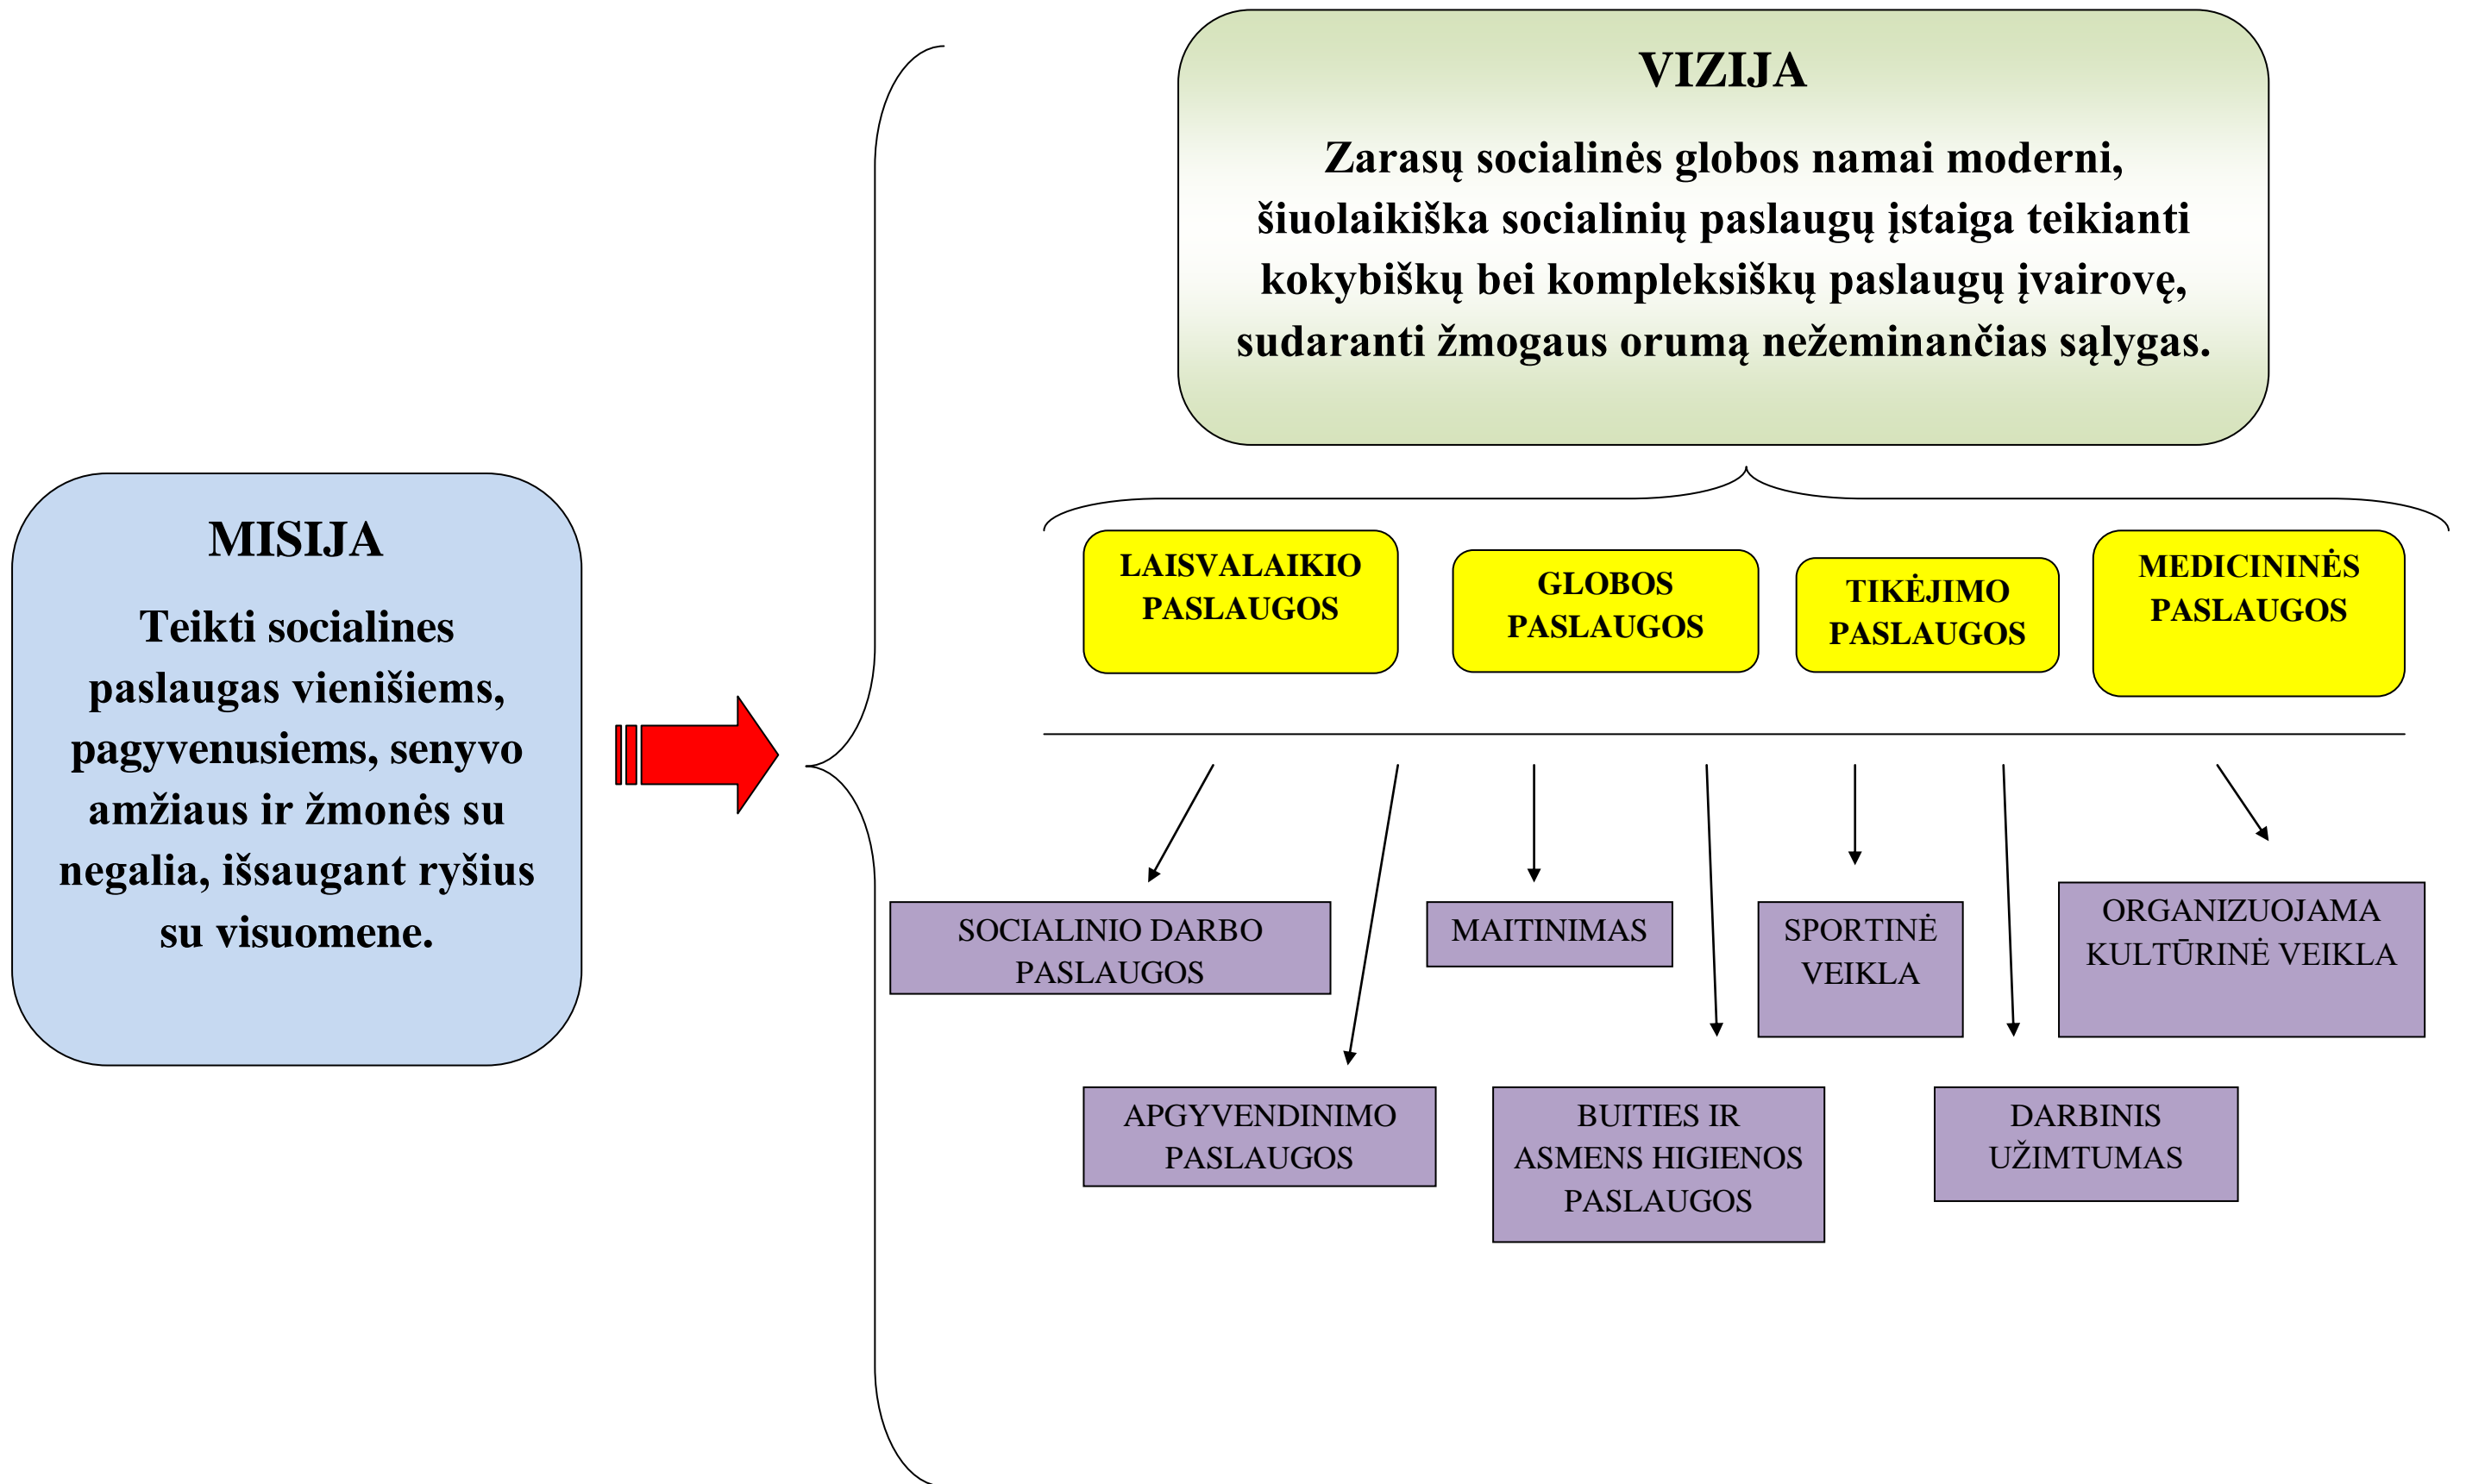 VIZIJA
Zarasų socialinės globos namai moderni,
šiuolaikiška socialinių paslaugų įstaiga teikianti
kokybiškų bei kompleksiškų paslaugų įvairovę,
sudaranti žmogaus orumą nežeminančias sąlygas.
MISIJA
Teikti socialines
paslaugas vienišiems,
pagyvenusiems, senyvo
amžiaus ir žmonės su
negalia, išsaugant ryšius
su visuomene.
LAISVALAIKIO
PASLAUGOS
GLOBOS
PASLAUGOS
TIKĖJIMO
PASLAUGOS
MEDICININĖS
PASLAUGOS
SOCIALINIO DARBO
PASLAUGOS
MAITINIMAS
SPORTINĖ
VEIKLA
ORGANIZUOJAMA
KULTŪRINĖ VEIKLA
APGYVENDINIMO
PASLAUGOS
BUITIES IR
ASMENS HIGIENOS
PASLAUGOS
DARBINIS
UŽIMTUMAS